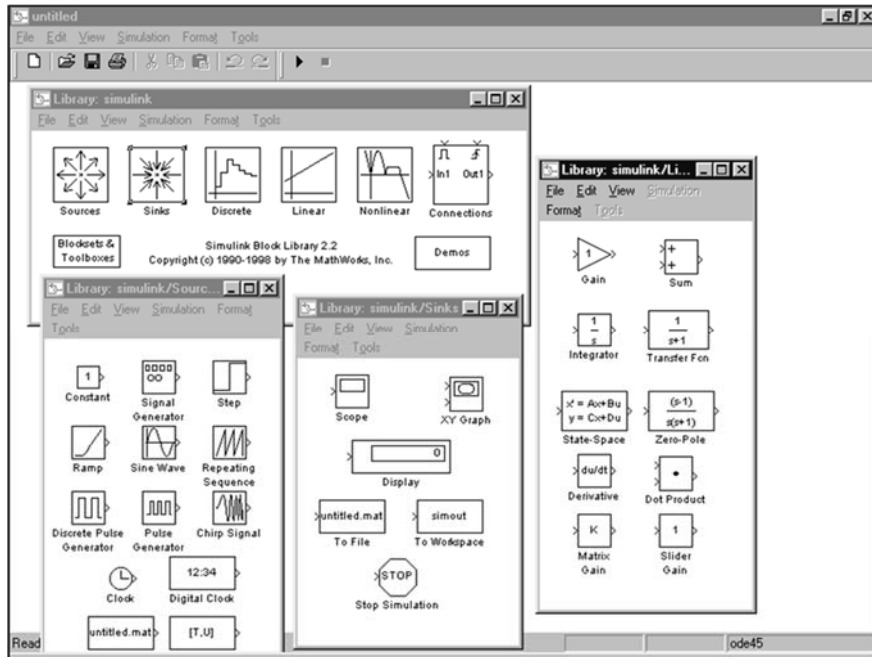 untitled
File Edit View Simulation Format Tools
Library: simulink
File Edit View Simulation Format Tools
In1 Out1
Sources Sinks Discrete Linear Nonlinear Connections
Blocksets &
Toolboxes
Simulink Block Library 2.2
Copyright (c) 1990-1998 by The MathWorks, Inc.
Demos
Library: simulink/Sourc...
File Edit View Simulation Format
Tools
1
Constant Signal
Generator Step
Ramp Sine Wave Repeating
Sequence
Discrete Pulse
Generator Pulse
Generator Chirp Signal
12:34
Clock Digital Clock
untitled.mat [T,U]
Library: simulink/Sinks
File Edit View Simulation
Format Tools
Scope XY Graph
0
Display
untitled.mat simout
To File To Workspace
STOP
Stop Simulation
Library: simulink/Li...
File Edit View Simulation
Format Tools
1 + +
Gain Sum
1
s
1
s+1
Integrator Transfer Fcn
x' = Ax+Bu
y = Cx+Du
(s-1)
s(s+1)
State-Space Zero-Pole
du/dt
Derivative Dot Product
K 1
Matrix
Gain Slider
Gain
Read
ode45